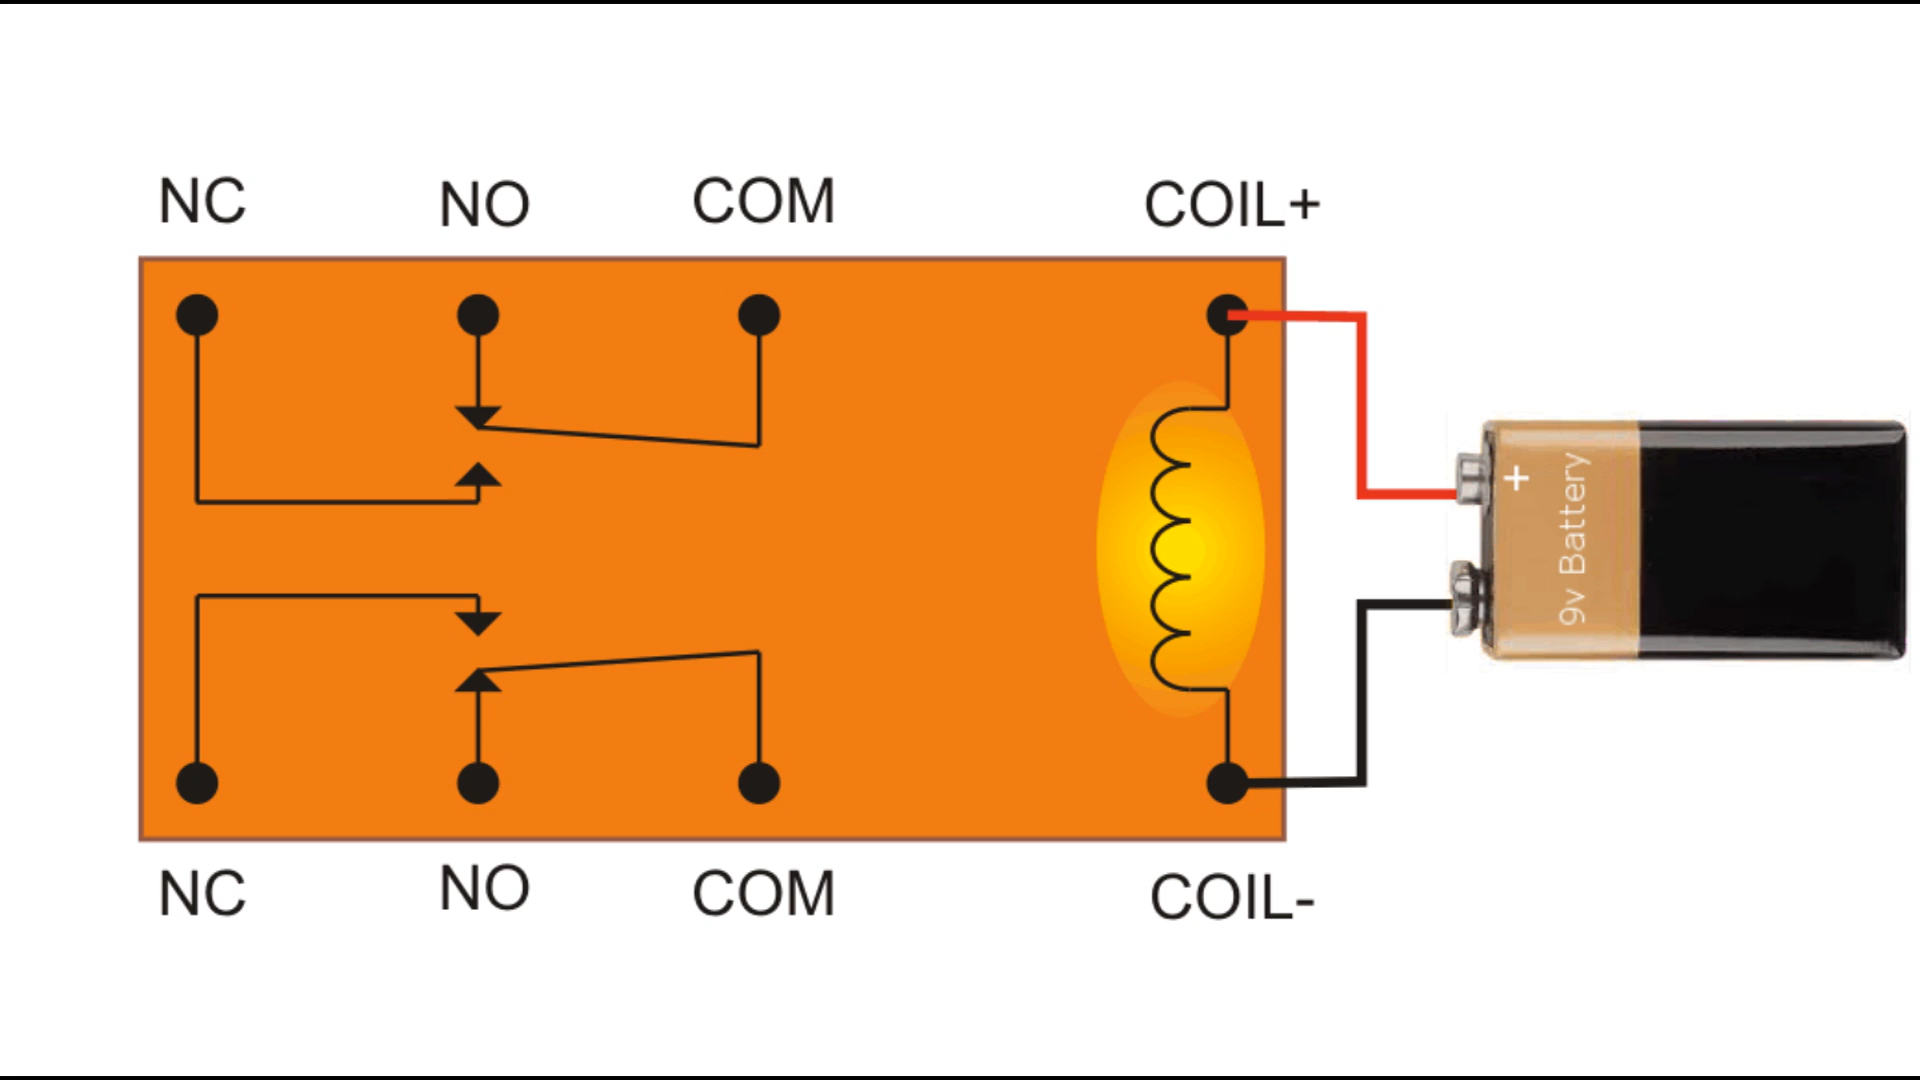 NC NO COM COIL+
+
9v Battery
NC NO COM COIL-